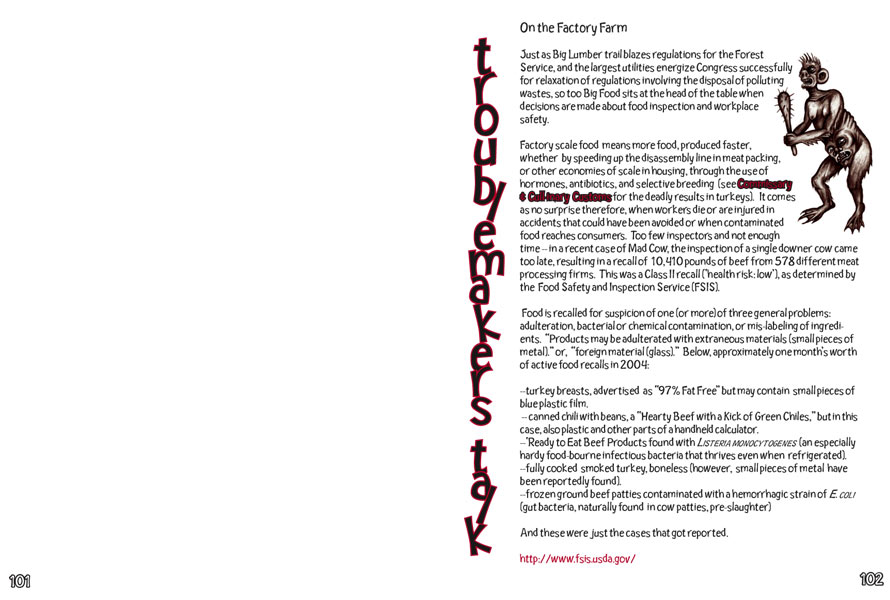 troublemakers talk
On the Factory Farm
Just as Big Lumber trailblazes regulations for the Forest
Service, and the largest utilities energize Congress successfully
for relaxation of regulations involving the disposal of polluting
wastes, so too Big Food sits at the head of the table when
decisions are made about food inspection and workplace
safety.
Factory scale food means more food, produced faster,
whether by speeding up the disassembly line in meat packing,
or other economies of scale in housing, through the use of
hormones, antibiotics, and selective breeding (see Commissary
& Cull-inary Customs for the deadly results in turkeys). It comes
as no surprise therefore, when workers die or are injured in
accidents that could have been avoided or when contaminated
food reaches consumers. Too few inspectors and not enough
time -- in a recent case of Mad Cow, the inspection of a single downer cow came
too late, resulting in a recall of 10,410 pounds of beef from 578 different meat
processing firms. This was a Class II recall ('health risk: low'), as determined by
the Food Safety and Inspection Service (FSIS).
Food is recalled for suspicion of one (or more) of three general problems:
adulteration, bacterial or chemical contamination, or mis-labeling of ingredi-
ents. "Products may be adulterated with extraneous materials (small pieces of
metal)." or, "foreign material (glass)." Below, approximately one month's worth
of active food recalls in 2004:
--turkey breasts, advertised as "97% Fat Free" but may contain small pieces of
blue plastic film.
-- canned chili with beans, a "Hearty Beef with a Kick of Green Chiles," but in this
case, also plastic and other parts of a handheld calculator.
--'Ready to Eat Beef Products found with LISTERIA MONOCYTOGENES (an especially
hardy food-bourne infectious bacteria that thrives even when refrigerated).
--fully cooked smoked turkey, boneless (however, small pieces of metal have
been reportedly found).
--frozen ground beef patties contaminated with a hemorrhagic strain of E. COLI
(gut bacteria, naturally found in cow patties, pre-slaughter)
And these were just the cases that got reported.
http://www.fsis.usda.gov/
101
102